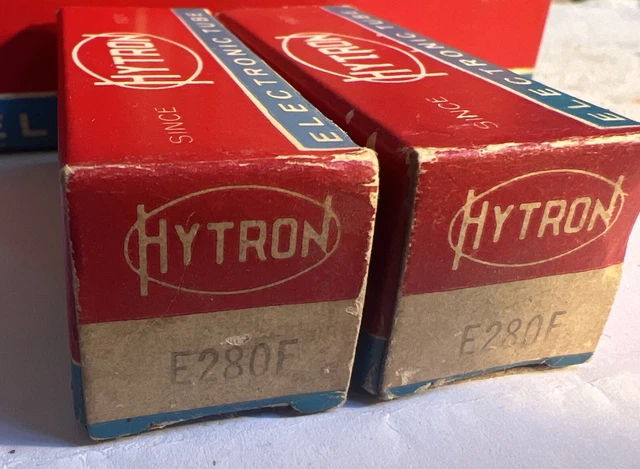 HYTRON
SINCE
ELECTRONIC TUBE
HYTRON
E280F
HYTRON
SINCE
ELECTRONIC TUBE
HYTRON
E280F
EL